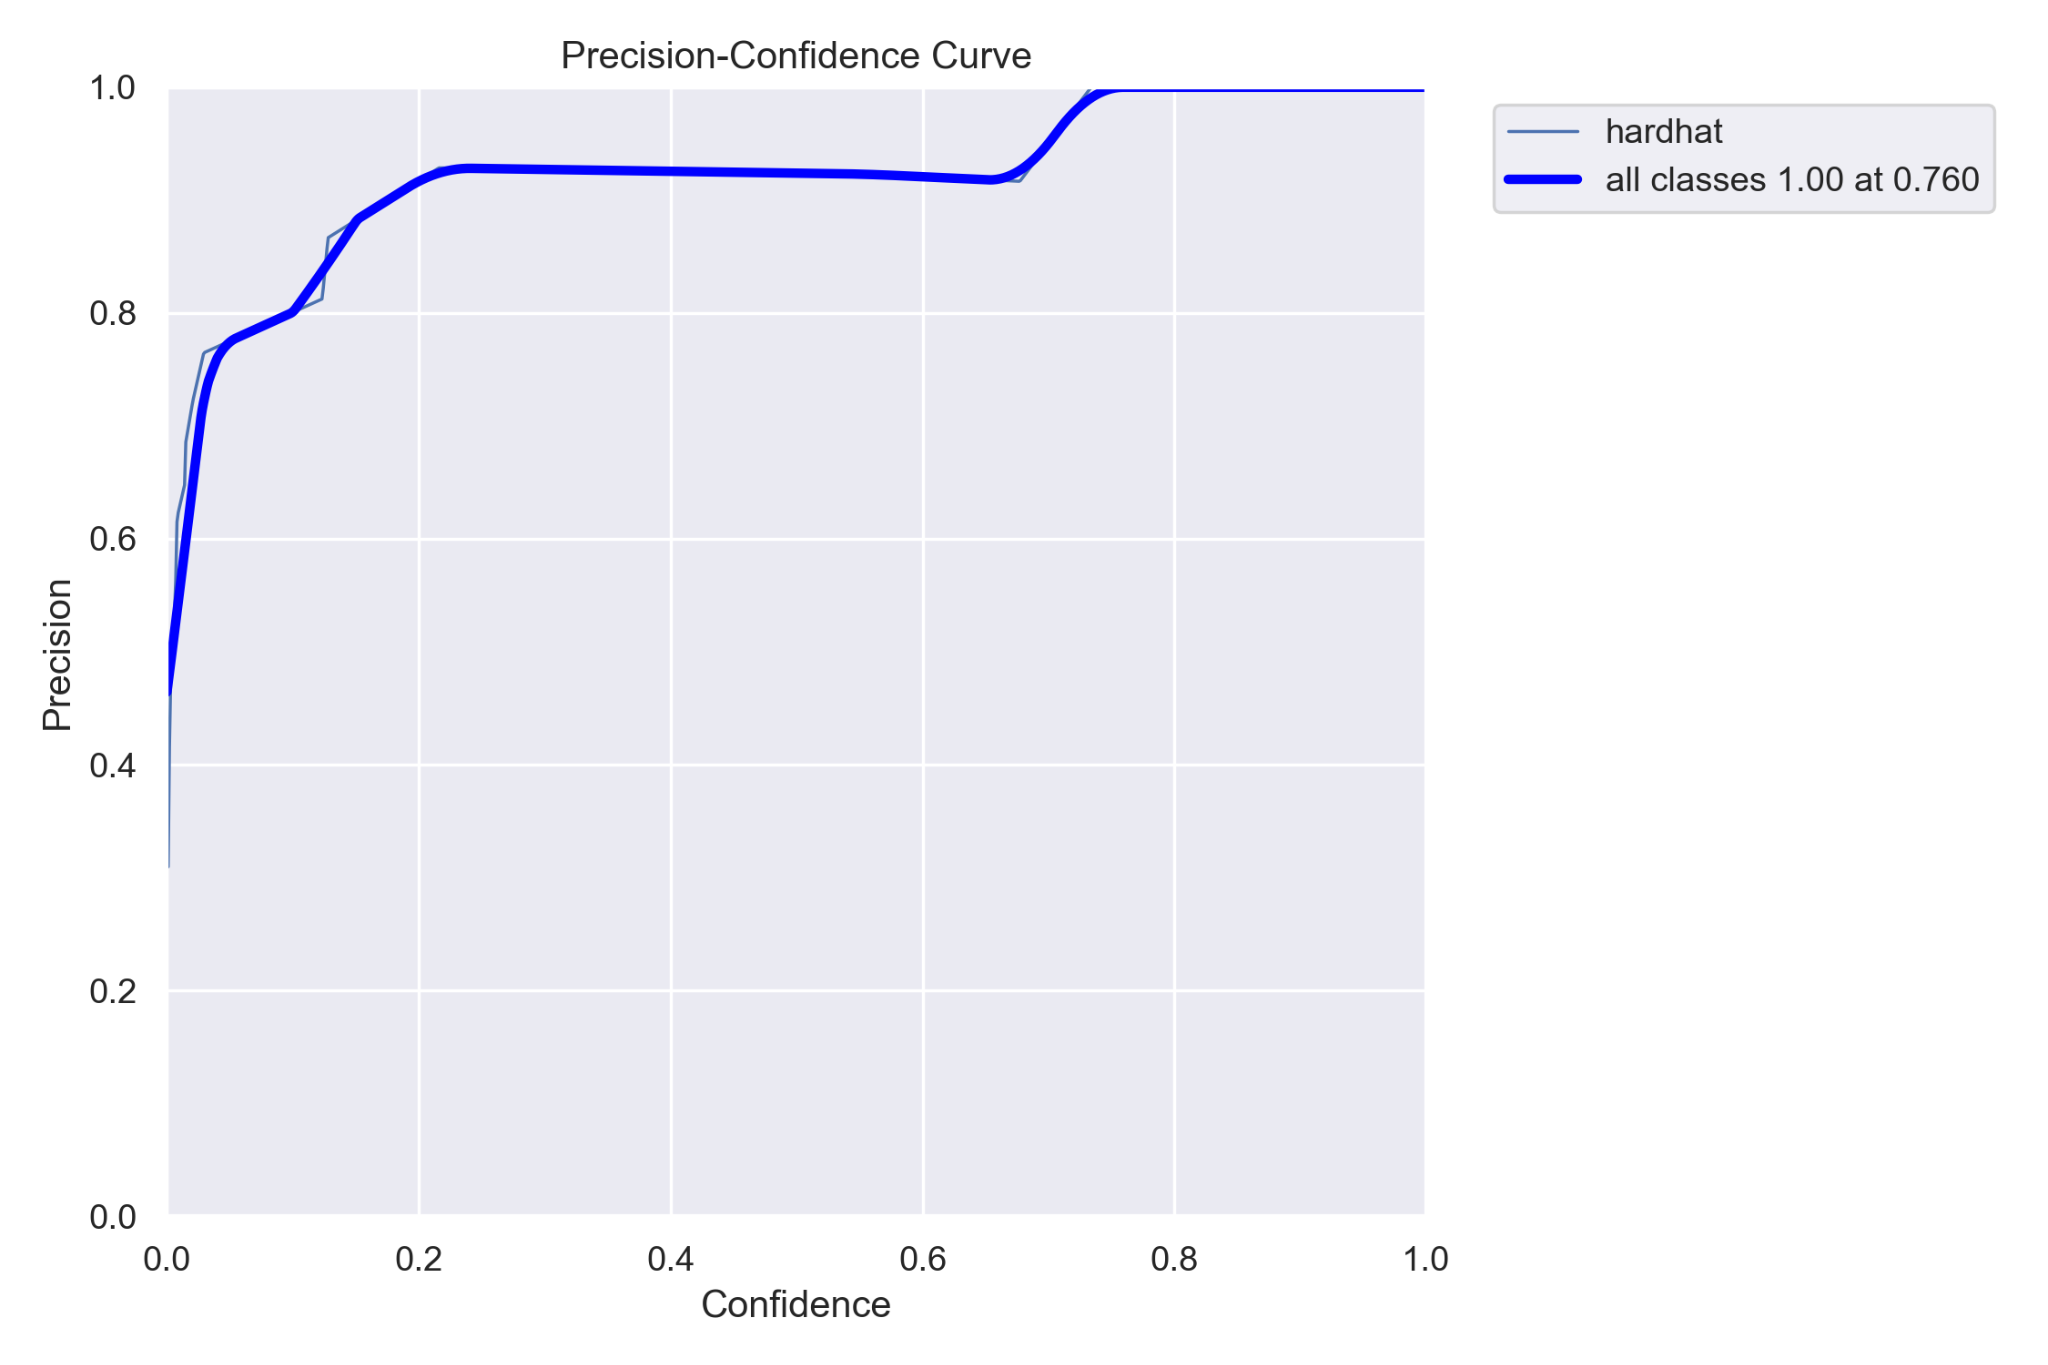 Precision-Confidence Curve
1.0
0.8
0.6
0.4
0.2
0.0
Precision
0.0 0.2 0.4 0.6 0.8 1.0
Confidence
hardhat
all classes 1.00 at 0.760